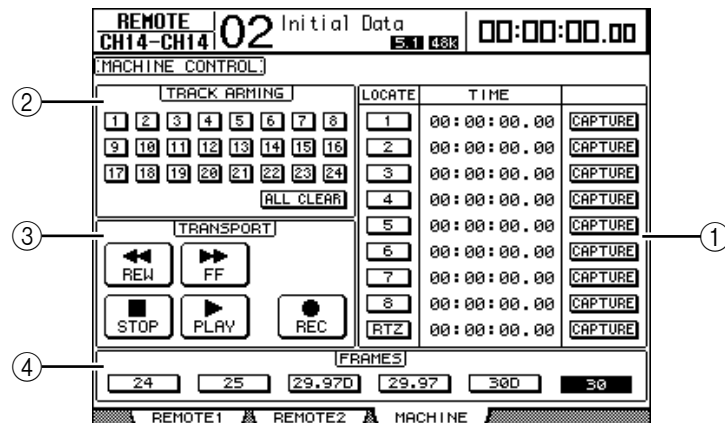 REMOTE
CH14-CH14
02
Initial Data
5.1 48k
00:00:00.00
MACHINE CONTROL
②
TRACK ARMING
1 2 3 4 5 6 7 8
9 10 11 12 13 14 15 16
17 18 19 20 21 22 23 24
ALL CLEAR
③
TRANSPORT
REW FF
STOP PLAY REC
LOCATE TIME
1 00:00:00.00 CAPTURE
2 00:00:00.00 CAPTURE
3 00:00:00.00 CAPTURE
4 00:00:00.00 CAPTURE
5 00:00:00.00 CAPTURE
6 00:00:00.00 CAPTURE
7 00:00:00.00 CAPTURE
8 00:00:00.00 CAPTURE
RTZ 00:00:00.00 CAPTURE
①
④
FRAMES
24 25 29.97D 29.97 30D 30
REMOTE1 REMOTE2 MACHINE